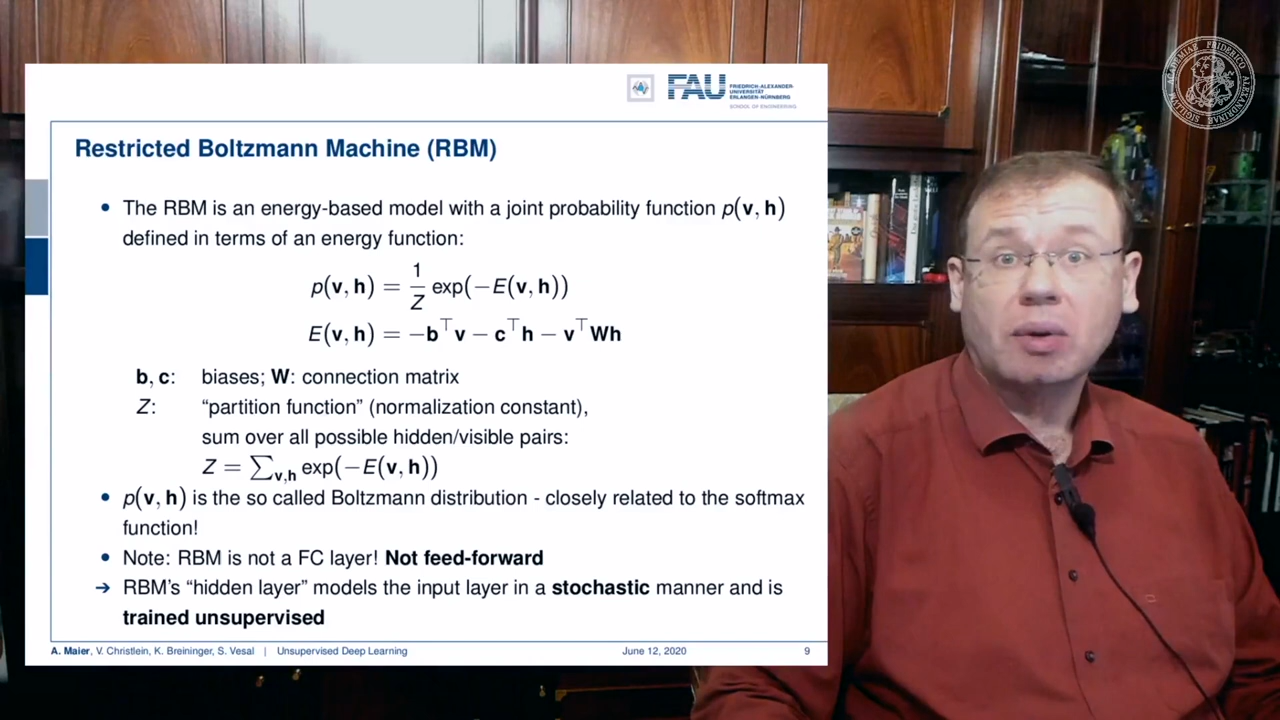 FAU
FRIEDRICH-ALEXANDER-
UNIVERSITÄT
ERLANGEN-NÜRNBERG
SCHOOL OF ENGINEERING
Restricted Boltzmann Machine (RBM)
• The RBM is an energy-based model with a joint probability function p(v, h)
defined in terms of an energy function:
p(v, h) = 1/Z exp(−E(v, h))
E(v, h) = −b⊤v − c⊤h − v⊤Wh
b, c: biases; W: connection matrix
Z: “partition function” (normalization constant),
sum over all possible hidden/visible pairs:
Z = ∑v,h exp(−E(v, h))
• p(v, h) is the so called Boltzmann distribution - closely related to the softmax
function!
• Note: RBM is not a FC layer! Not feed-forward
→ RBM’s “hidden layer” models the input layer in a stochastic manner and is
trained unsupervised
A. Maier, V. Christlein, K. Breininger, S. Vesal | Unsupervised Deep Learning June 12, 2020 9